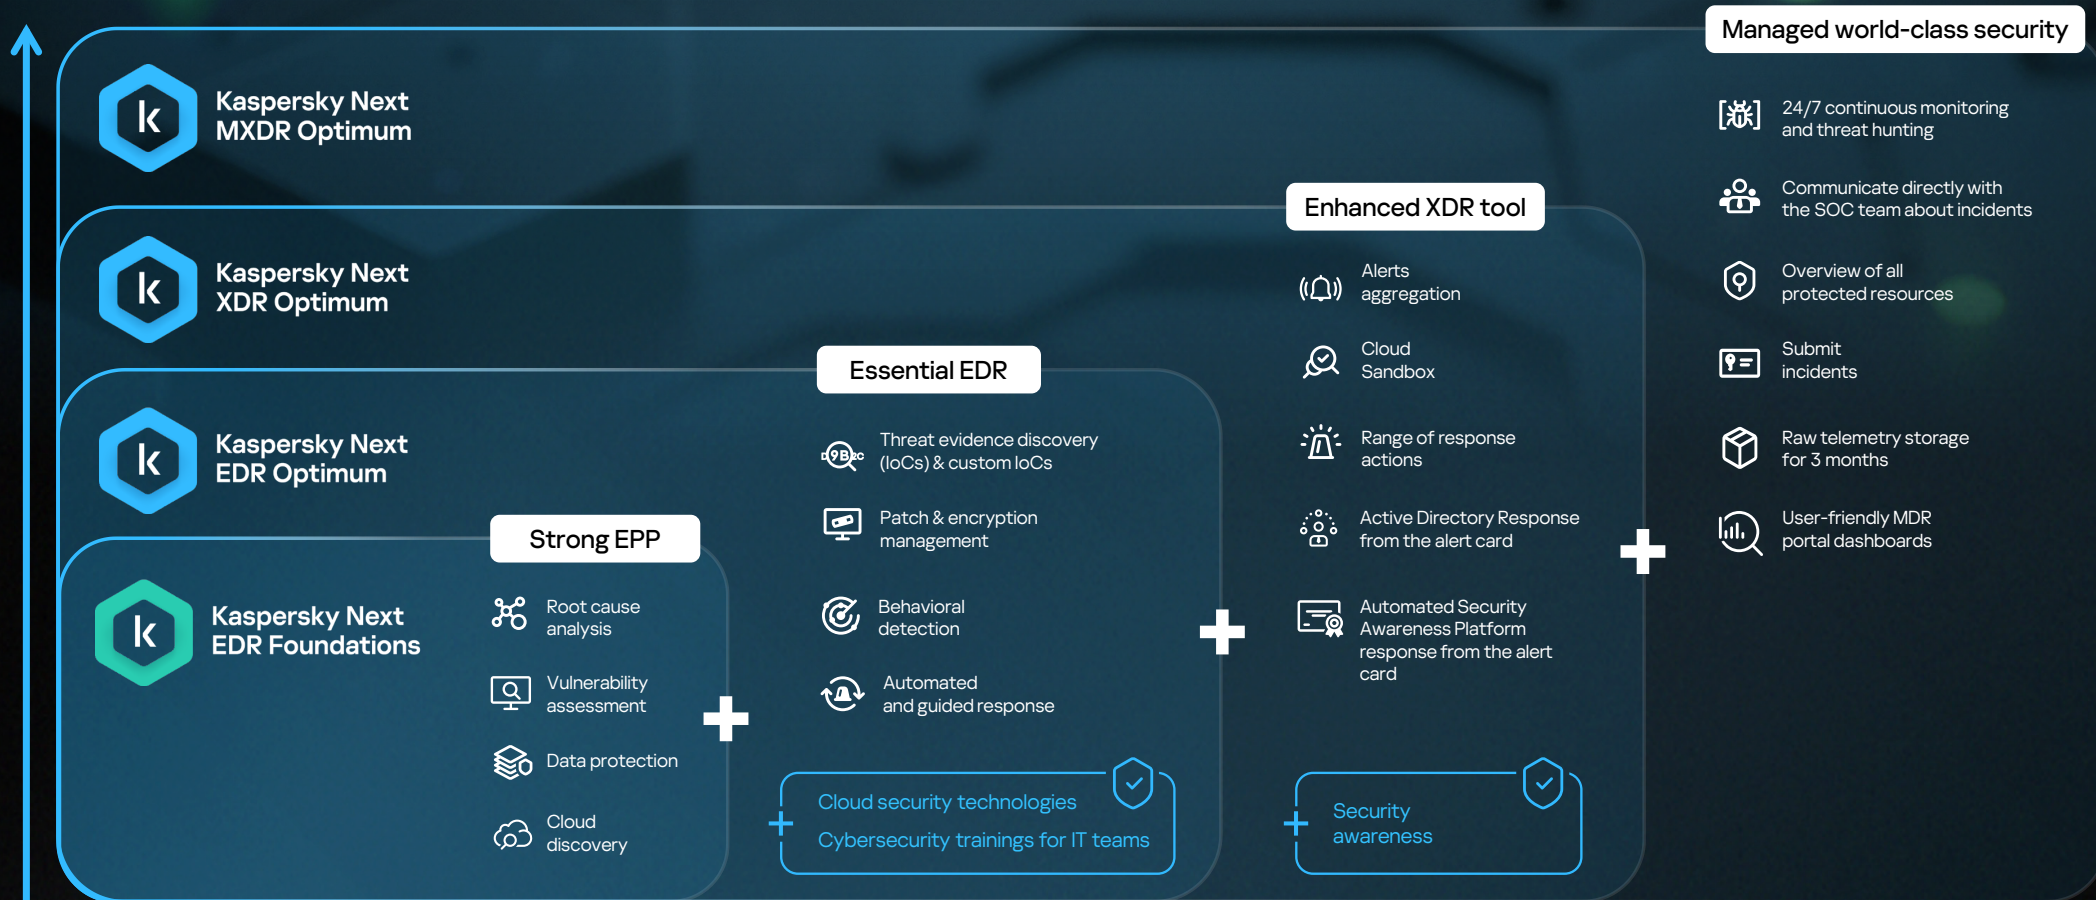 Managed world-class security
Kaspersky Next
MXDR Optimum
24/7 continuous monitoring
and threat hunting
Communicate directly with
the SOC team about incidents
Overview of all
protected resources
Submit
incidents
Raw telemetry storage
for 3 months
User-friendly MDR
portal dashboards
Enhanced XDR tool
Kaspersky Next
XDR Optimum
Alerts
aggregation
Cloud
Sandbox
Range of response
actions
Active Directory Response
from the alert card
Automated Security
Awareness Platform
response from the alert
card
Security
awareness
Essential EDR
Kaspersky Next
EDR Optimum
Threat evidence discovery
(IoCs) & custom IoCs
Patch & encryption
management
Behavioral
detection
Automated
and guided response
Cloud security technologies
Cybersecurity trainings for IT teams
Strong EPP
Kaspersky Next
EDR Foundations
Root cause
analysis
Vulnerability
assessment
Data protection
Cloud
discovery